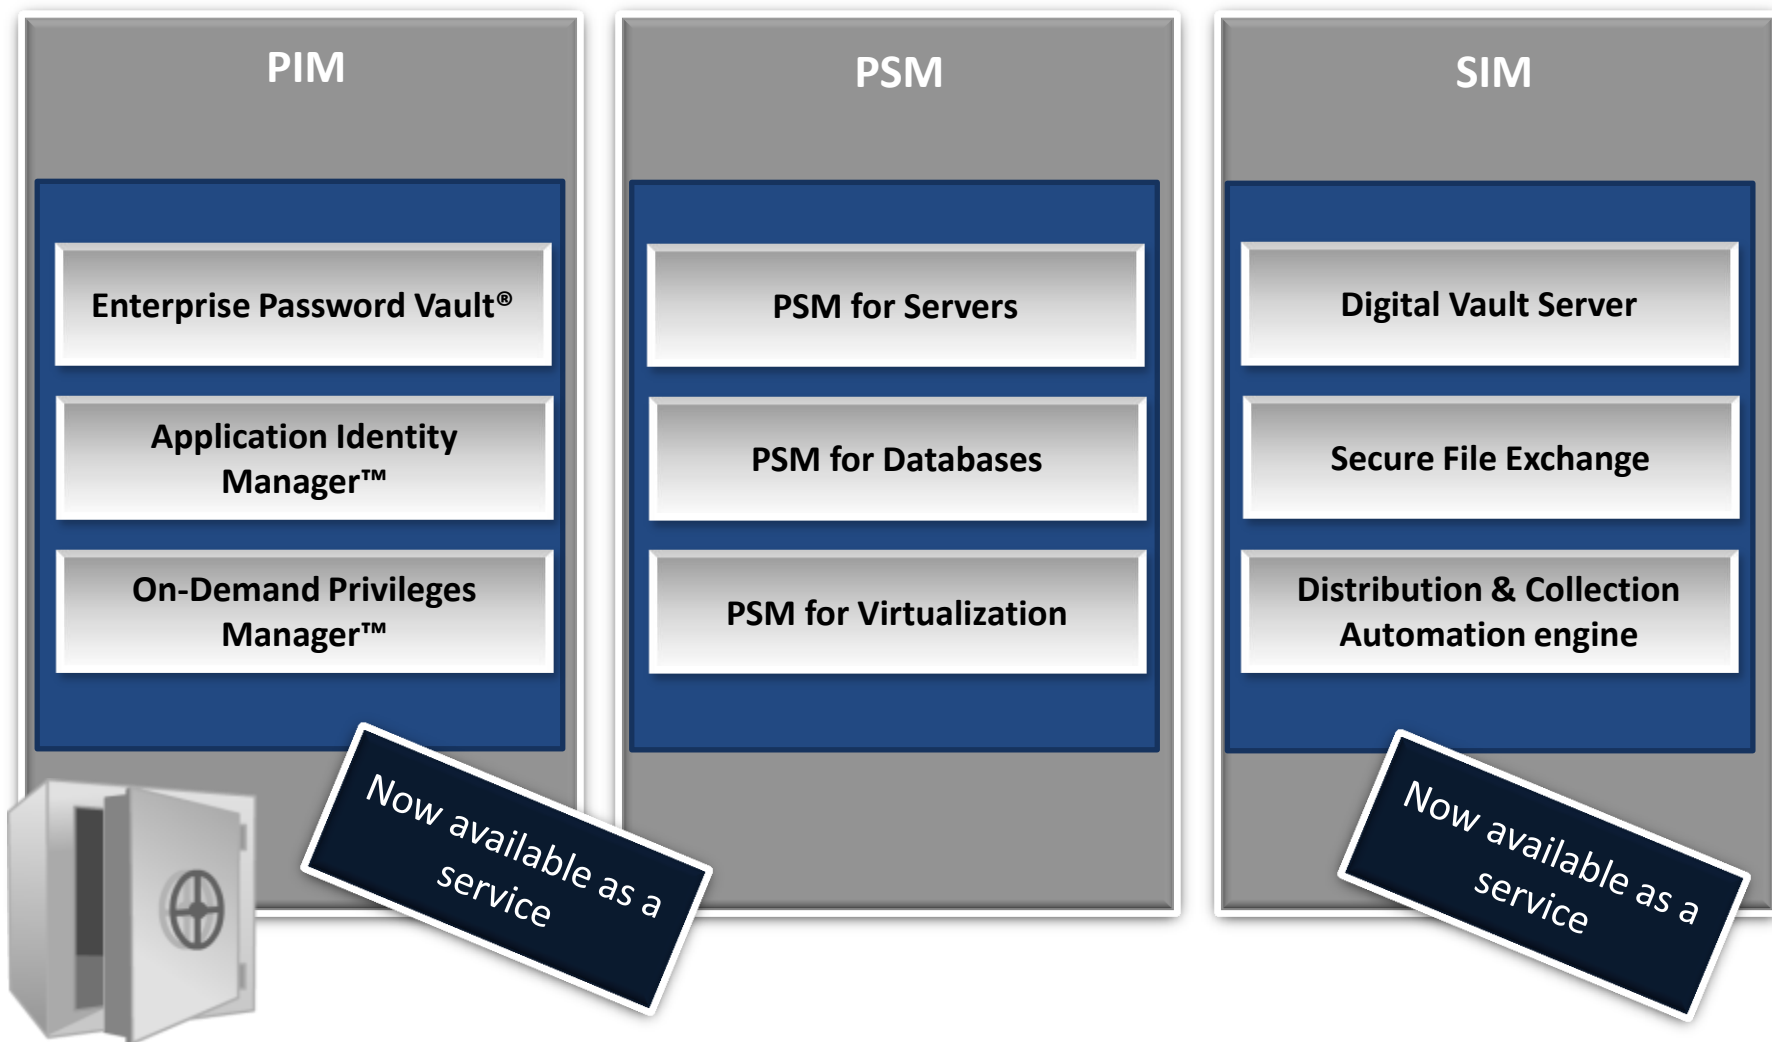 PIM
Enterprise Password Vault®
Application Identity
Manager™
On-Demand Privileges
Manager™
Now available as a
service
PSM
PSM for Servers
PSM for Databases
PSM for Virtualization
SIM
Digital Vault Server
Secure File Exchange
Distribution & Collection
Automation engine
Now available as a
service